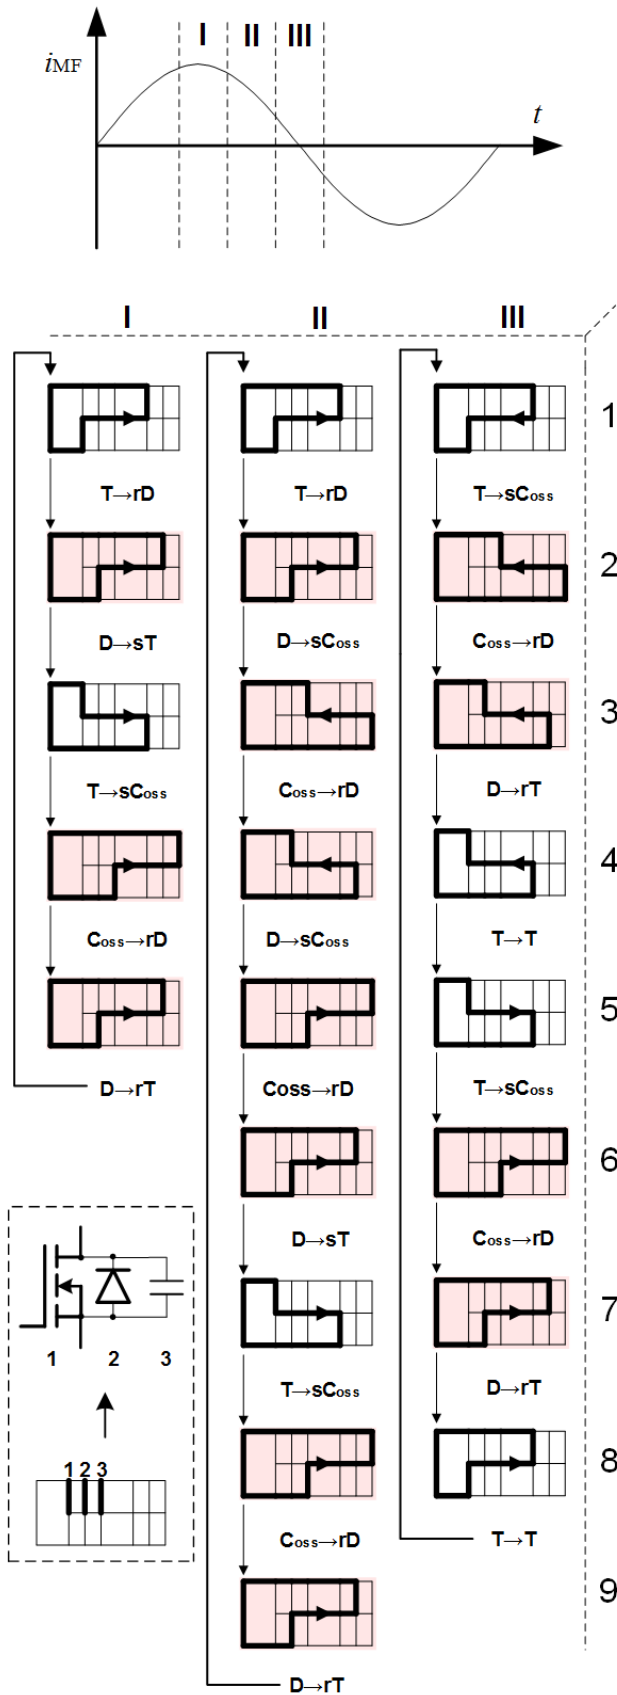 I II III
iMF
t
I II III
1
T→rD T→rD T→sCoss
2
D→sT D→sCoss Coss→rD
3
T→sCoss Coss→rD D→rT
4
Coss→rD D→sCoss T→T
5
D→rT Coss→rD T→sCoss
6
D→sT Coss→rD
7
1 2 3
T→sCoss D→rT
8
1 2 3
Coss→rD T→T
9
D→rT